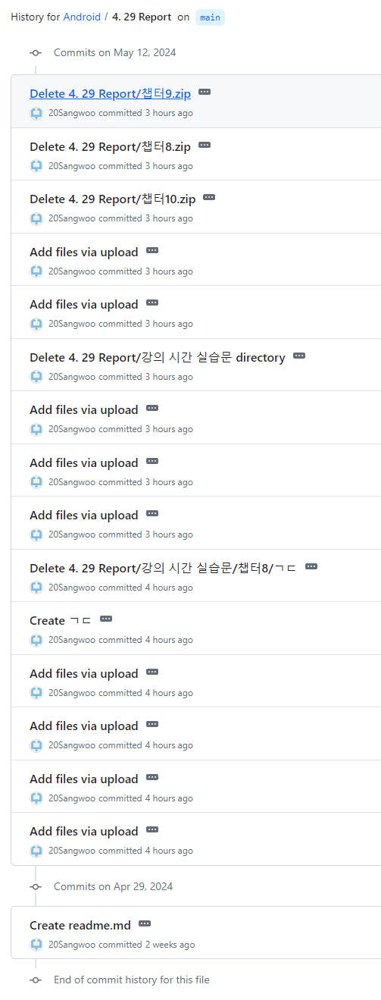 History for Android / 4. 29 Report on main
Commits on May 12, 2024
Delete 4. 29 Report/챕터9.zip
20Sangwoo committed 3 hours ago
Delete 4. 29 Report/챕터8.zip
20Sangwoo committed 3 hours ago
Delete 4. 29 Report/챕터10.zip
20Sangwoo committed 3 hours ago
Add files via upload
20Sangwoo committed 3 hours ago
Add files via upload
20Sangwoo committed 3 hours ago
Delete 4. 29 Report/강의 시간 실습문 directory
20Sangwoo committed 3 hours ago
Add files via upload
20Sangwoo committed 3 hours ago
Add files via upload
20Sangwoo committed 3 hours ago
Add files via upload
20Sangwoo committed 3 hours ago
Delete 4. 29 Report/강의 시간 실습문/챕터8/ㄱㄷ
20Sangwoo committed 4 hours ago
Create ㄱㄷ
20Sangwoo committed 4 hours ago
Add files via upload
20Sangwoo committed 4 hours ago
Add files via upload
20Sangwoo committed 4 hours ago
Add files via upload
20Sangwoo committed 4 hours ago
Add files via upload
20Sangwoo committed 4 hours ago
Commits on Apr 29, 2024
Create readme.md
20Sangwoo committed 2 weeks ago
End of commit history for this file